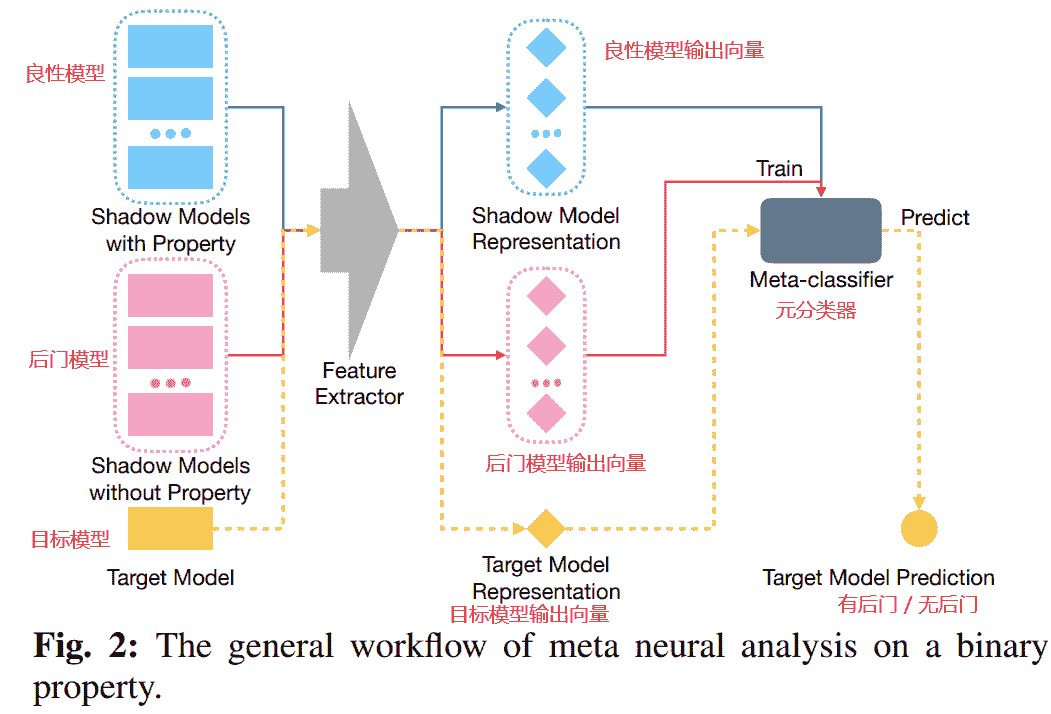 良性模型
Shadow Models
with Property
后门模型
Shadow Models
without Property
目标模型
Target Model
Feature
Extractor
良性模型输出向量
Shadow Model
Representation
后门模型输出向量
Target Model
Representation
目标模型输出向量
Train
Predict
Meta-classifier
元分类器
Target Model Prediction
有后门 / 无后门
Fig. 2: The general workflow of meta neural analysis on a binary
property.